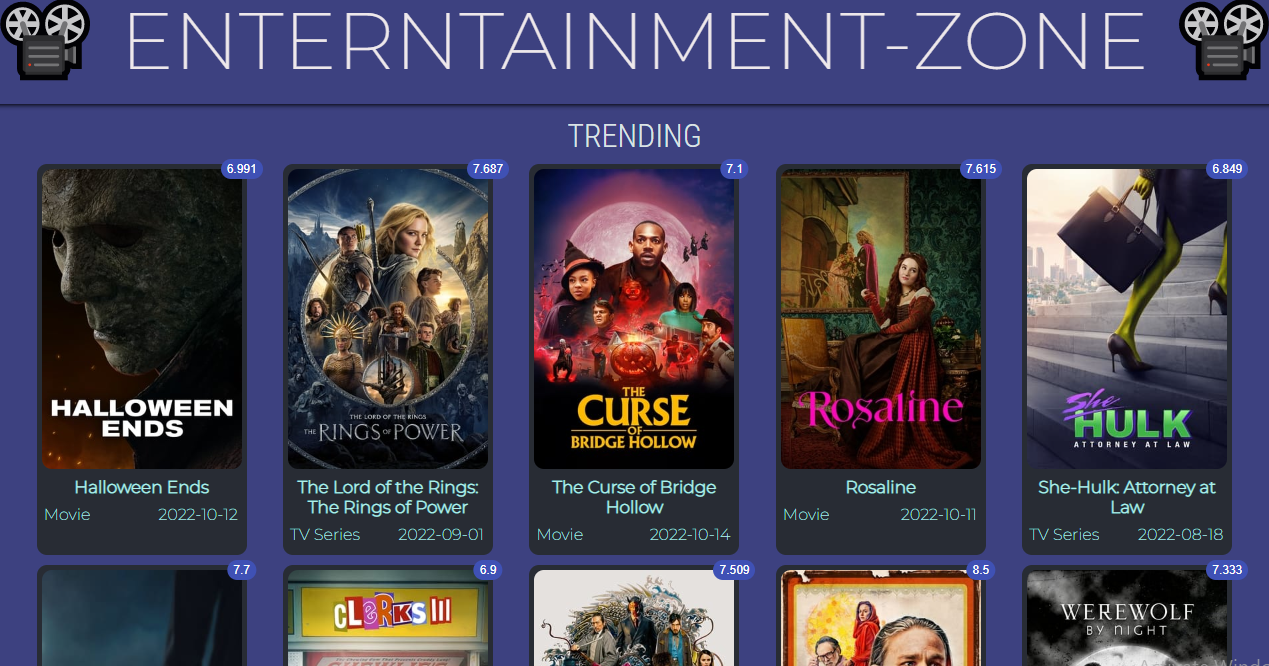 ENTERNTAINMENT-ZONE
TRENDING
6.991
7.687
7.1
7.615
6.849
HALLOWEEN
ENDS
THE LORD OF THE RINGS
THE RINGS OF POWER
THE
CURSE
OF
BRIDGE HOLLOW
Rosaline
She
HULK
ATTORNEY AT LAW
Halloween Ends
Movie 2022-10-12
The Lord of the Rings:
The Rings of Power
TV Series 2022-09-01
The Curse of Bridge
Hollow
Movie 2022-10-14
Rosaline
Movie 2022-10-11
She-Hulk: Attorney at
Law
TV Series 2022-08-18
7.7
6.9
7.509
8.5
7.333
CLERKS III
WEREWOLF
BY NIGHT